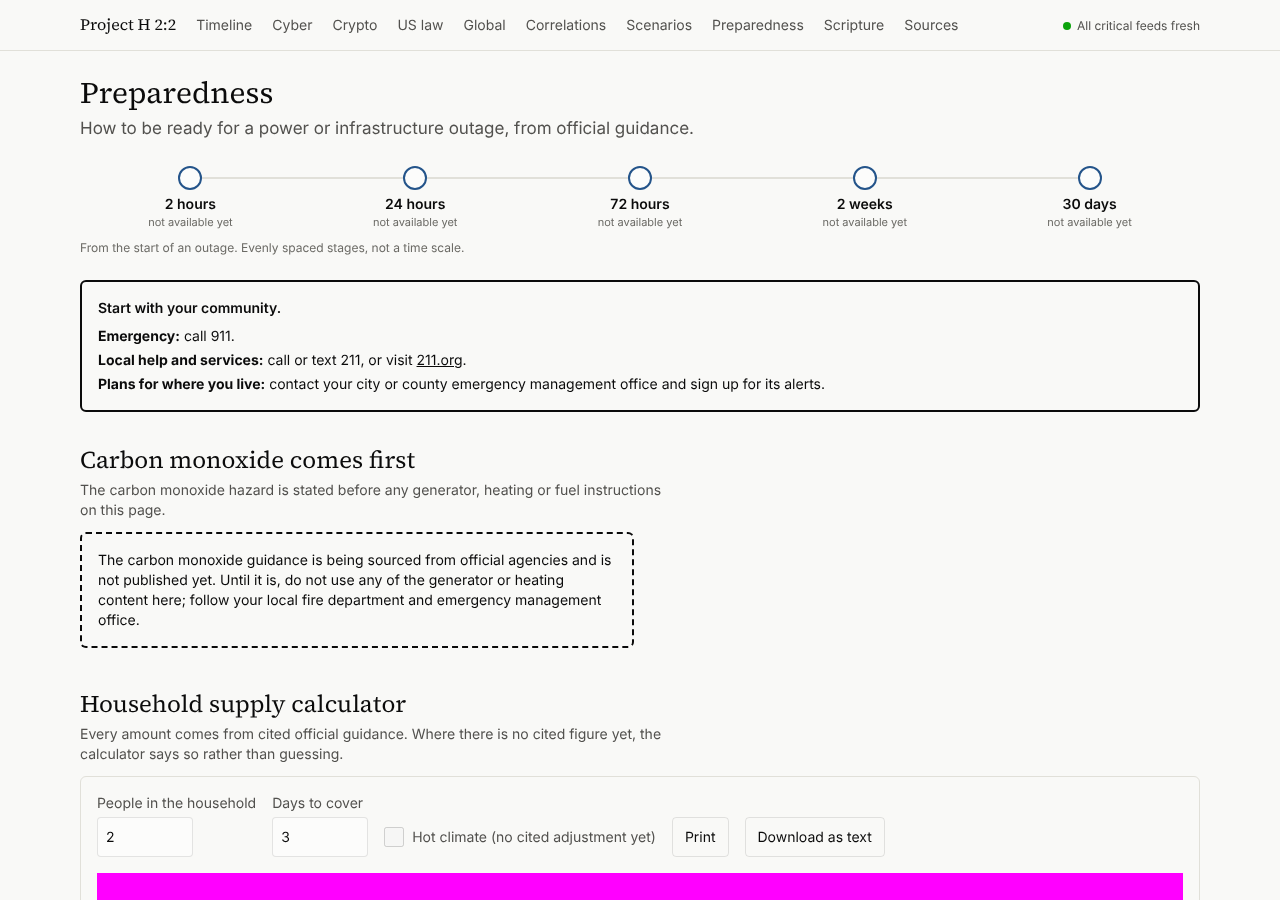 Project H 2:2 Timeline Cyber Crypto US law Global Correlations Scenarios Preparedness Scripture Sources All critical feeds fresh
Preparedness
How to be ready for a power or infrastructure outage, from official guidance.
2 hours 24 hours 72 hours 2 weeks 30 days
not available yet not available yet not available yet not available yet not available yet
From the start of an outage. Evenly spaced stages, not a time scale.
Start with your community.
Emergency: call 911.
Local help and services: call or text 211, or visit 211.org.
Plans for where you live: contact your city or county emergency management office and sign up for its alerts.
Carbon monoxide comes first
The carbon monoxide hazard is stated before any generator, heating or fuel instructions
on this page.
The carbon monoxide guidance is being sourced from official agencies and is
not published yet. Until it is, do not use any of the generator or heating
content here; follow your local fire department and emergency management
office.
Household supply calculator
Every amount comes from cited official guidance. Where there is no cited figure yet, the
calculator says so rather than guessing.
People in the household Days to cover
2 3 Hot climate (no cited adjustment yet) Print Download as text